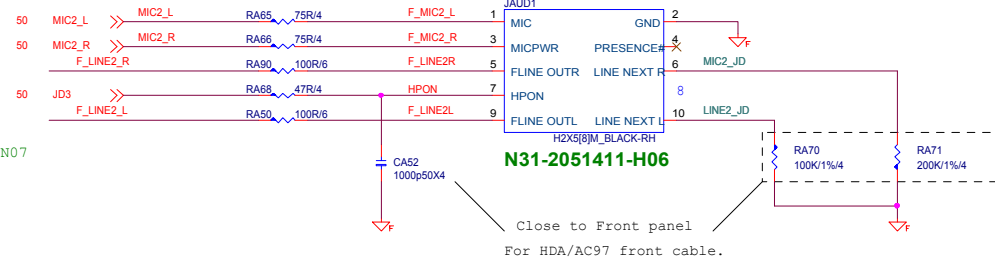 JAUD1
50 MIC2_L MIC2_L RA65 75R/4 F_MIC2_L 1 MIC GND 2
50 MIC2_R MIC2_R RA66 75R/4 F_MIC2_R 3 MICPWR PRESENCE# 4 F
F_LINE2_R RA90 100R/6 F_LINE2R 5 FLINE OUTR LINE NEXT R 6 MIC2_JD
50 JD3 RA68 47R/4 HPON 7 HPON 8
F_LINE2_L RA50 100R/6 F_LINE2L 9 FLINE OUTL LINE NEXT L 10 LINE2_JD
H2X5[8]M_BLACK-RH
N07 N31-2051411-H06
CA52 RA70 RA71
1000p50X4 100K/1%/4 200K/1%/4
F F
Close to Front panel
For HDA/AC97 front cable.